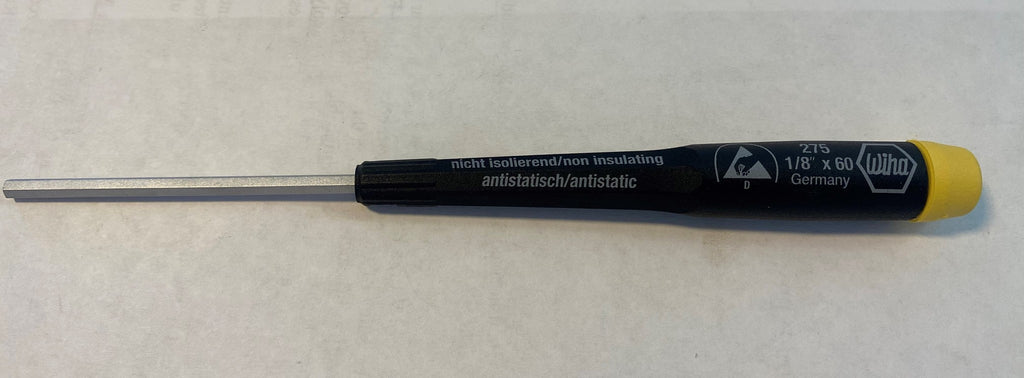 nicht isolierend/non insulating
antistatisch/antistatic
D
275
1/8" x 60
Germany
Wiha